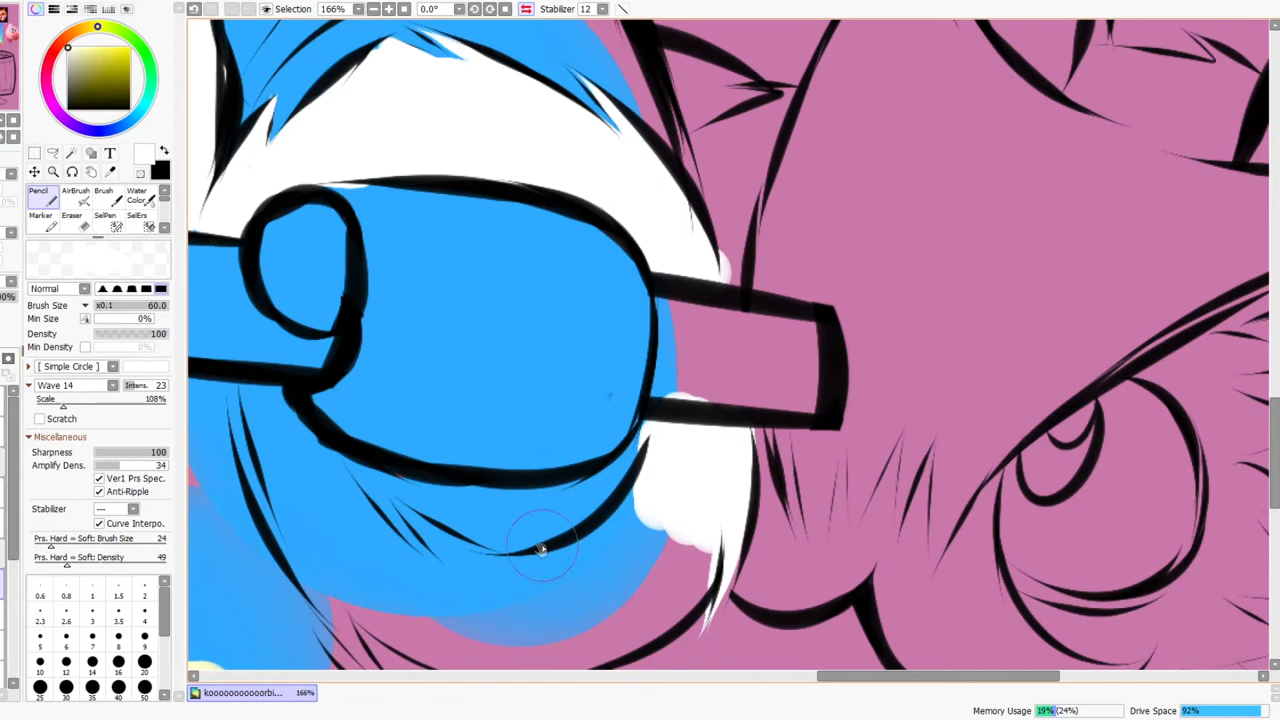 Selection 166% 0.0° Stabilizer 12
T
Pencil AirBrush Brush Water Color
Marker Eraser SelPen SelErs
Normal
Brush Size x0.1 60.0
Min Size 0%
Density 100
Min Density 0%
[ Simple Circle ]
Wave 14 Intens. 23
Scale 108%
Scratch
Miscellaneous
Sharpness 100
Amplify Dens. 34
Ver1 Prs Spec.
Anti-Ripple
Stabilizer ---
Curve Interpo.
Prs. Hard ↔ Soft: Brush Size 24
Prs. Hard ↔ Soft: Density 49
0.6 0.8 1 1.5 2
2.3 2.6 3 3.5 4
5 6 7 8 9
10 12 14 16 20
25 30 35 40 50
kooooooooooorbi... 166%
Memory Usage 19% (24%) Drive Space 92%